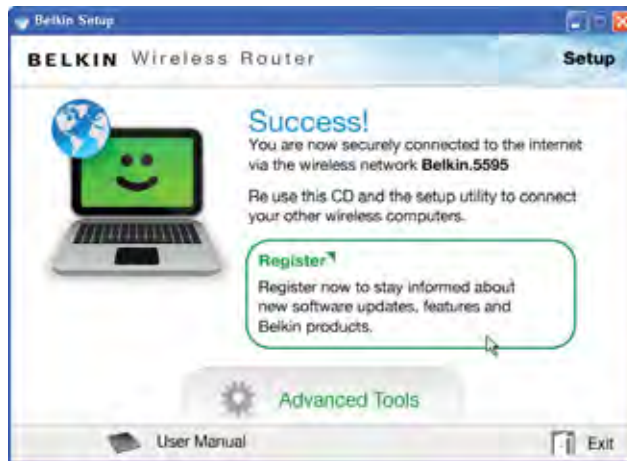 Belkin Setup
BELKIN Wireless Router
Setup
Success!
You are now securely connected to the internet
via the wireless network Belkin.5595
Re use this CD and the setup utility to connect
your other wireless computers.
Register
Register now to stay informed about
new software updates, features and
Belkin products.
Advanced Tools
User Manual
Exit